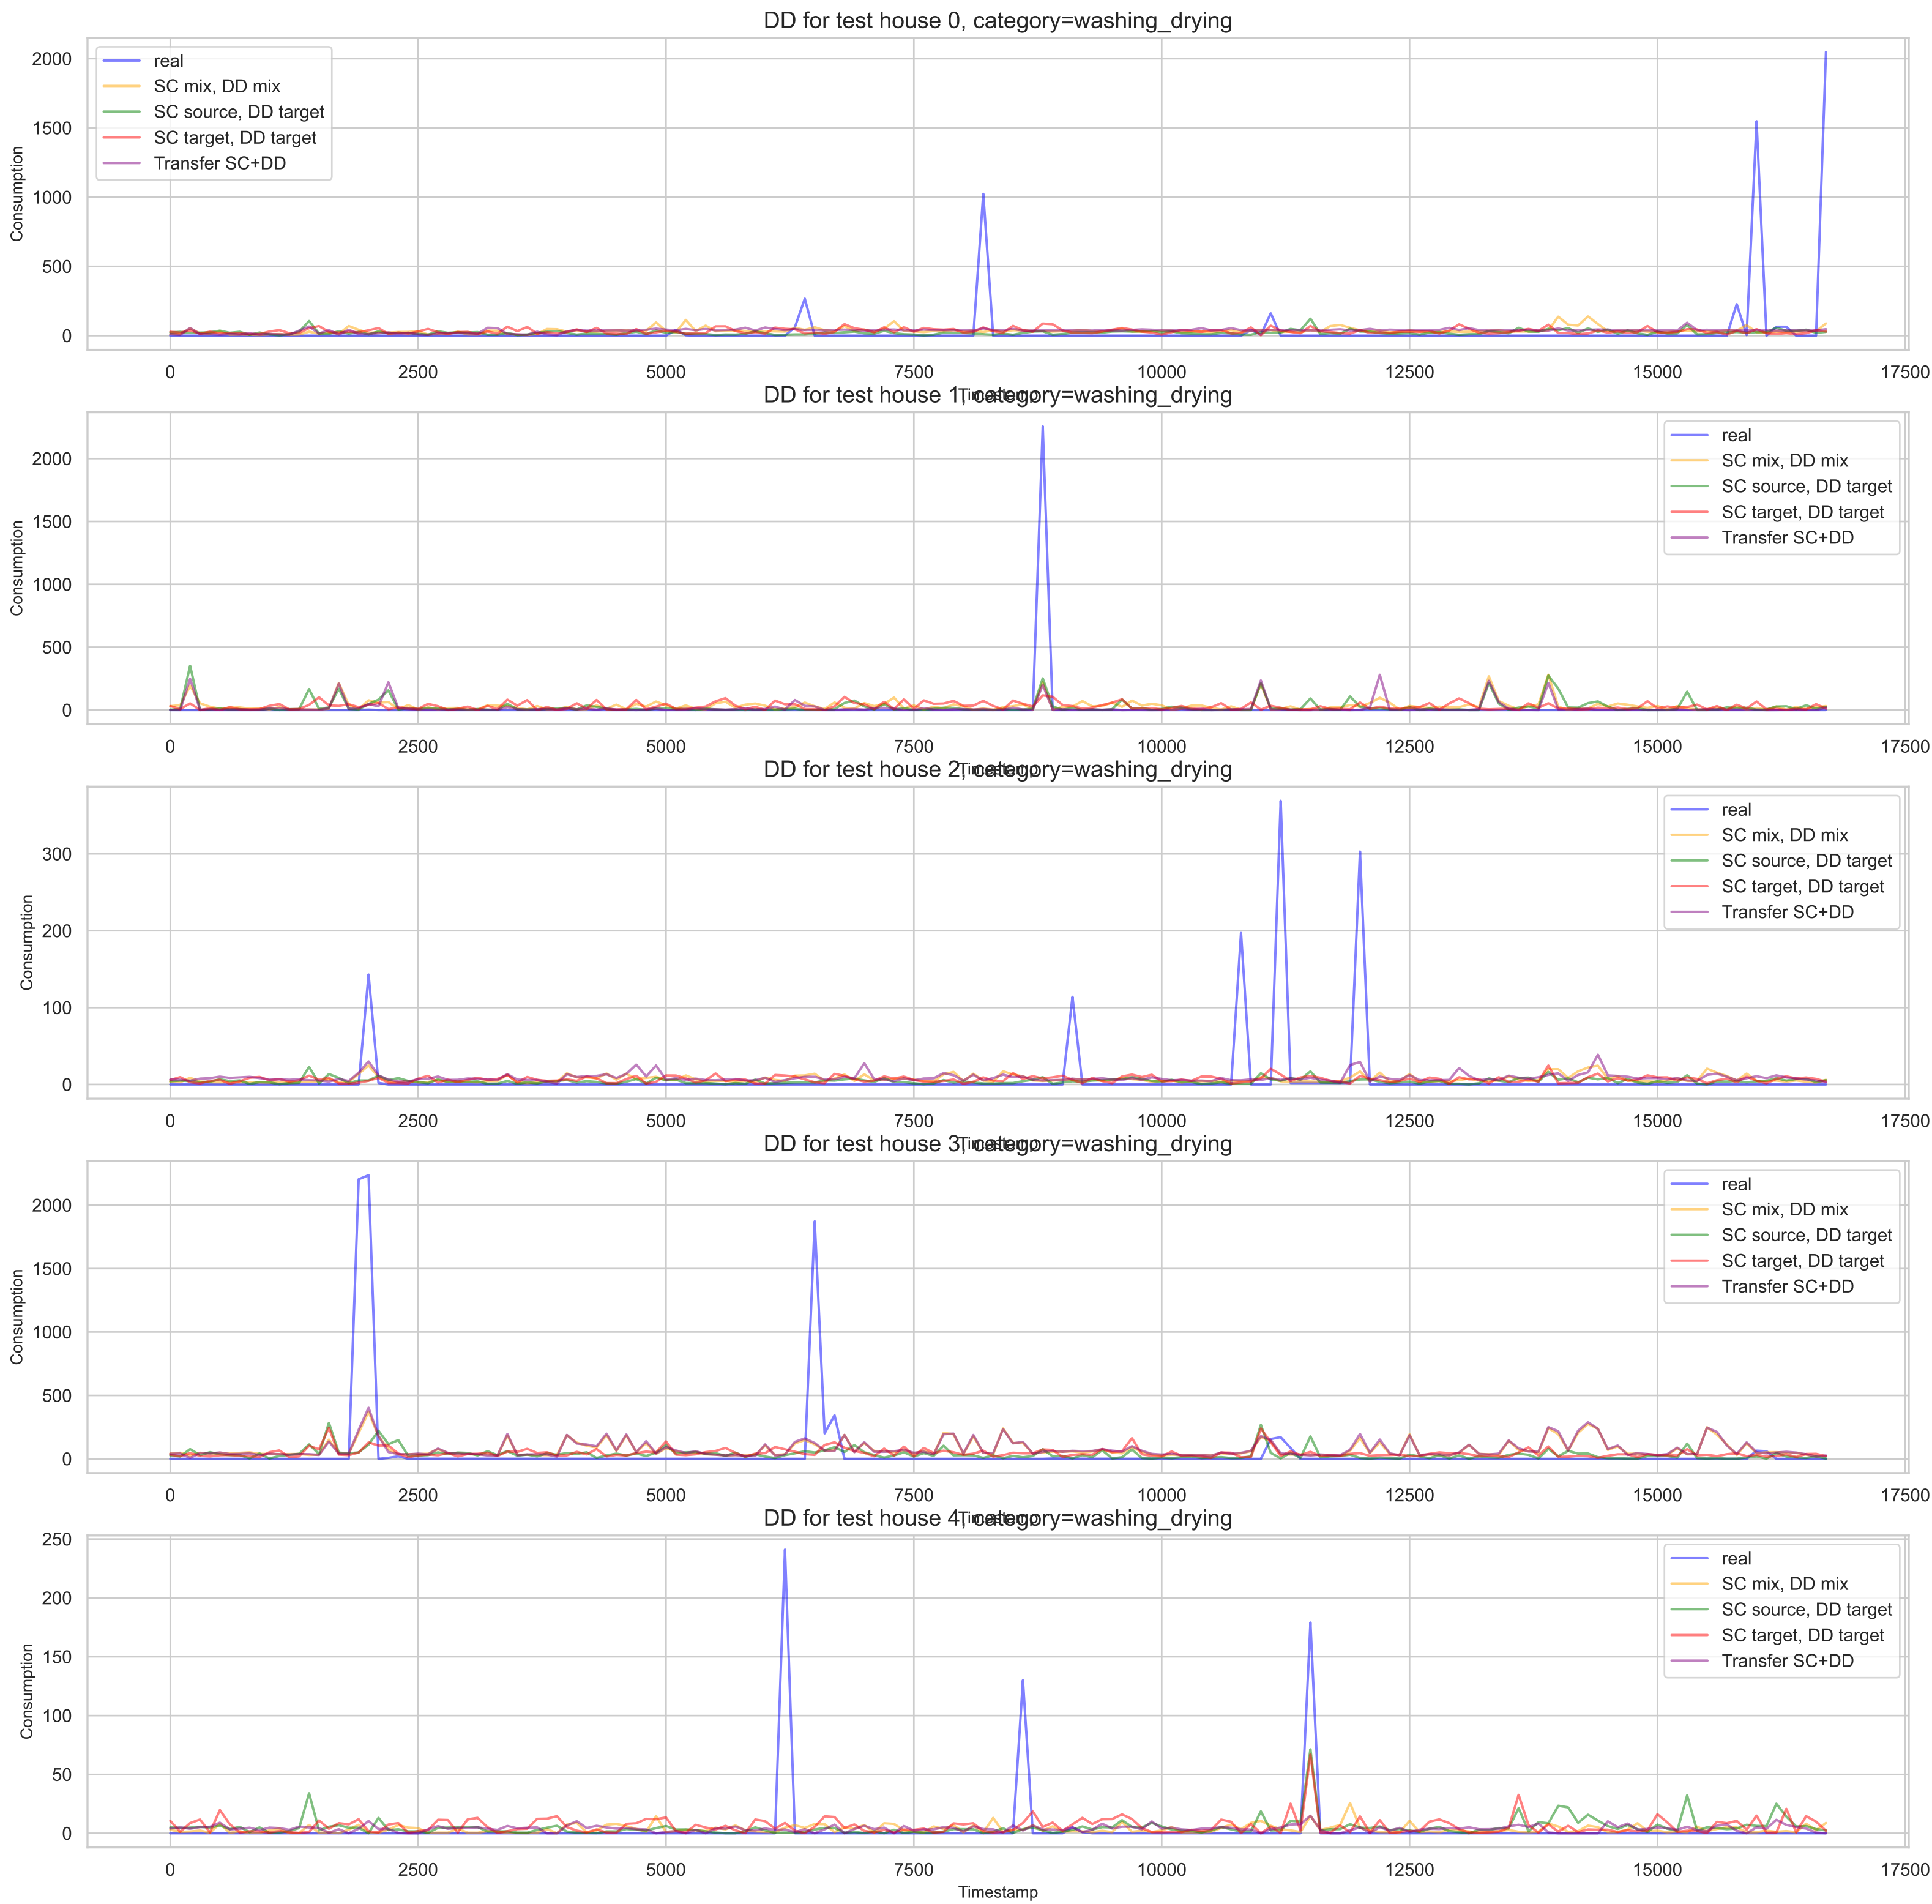 DD for test house 0, category=washing_drying
2000
1500
1000
500
0
Consumption
real
SC mix, DD mix
SC source, DD target
SC target, DD target
Transfer SC+DD
0 2500 5000 7500 10000 12500 15000 17500
Timestamp
DD for test house 1, category=washing_drying
2000
1500
1000
500
0
Consumption
real
SC mix, DD mix
SC source, DD target
SC target, DD target
Transfer SC+DD
0 2500 5000 7500 10000 12500 15000 17500
Timestamp
DD for test house 2, category=washing_drying
300
200
100
0
Consumption
real
SC mix, DD mix
SC source, DD target
SC target, DD target
Transfer SC+DD
0 2500 5000 7500 10000 12500 15000 17500
Timestamp
DD for test house 3, category=washing_drying
2000
1500
1000
500
0
Consumption
real
SC mix, DD mix
SC source, DD target
SC target, DD target
Transfer SC+DD
0 2500 5000 7500 10000 12500 15000 17500
Timestamp
DD for test house 4, category=washing_drying
250
200
150
100
50
0
Consumption
real
SC mix, DD mix
SC source, DD target
SC target, DD target
Transfer SC+DD
0 2500 5000 7500 10000 12500 15000 17500
Timestamp